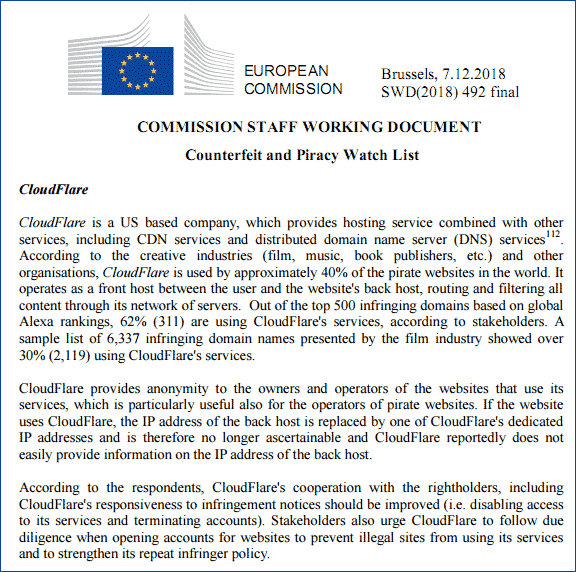 EUROPEAN
COMMISSION
Brussels, 7.12.2018
SWD(2018) 492 final
COMMISSION STAFF WORKING DOCUMENT
Counterfeit and Piracy Watch List
CloudFlare
CloudFlare is a US based company, which provides hosting service combined with other
services, including CDN services and distributed domain name server (DNS) services112.
According to the creative industries (film, music, book publishers, etc.) and other
organisations, CloudFlare is used by approximately 40% of the pirate websites in the world. It
operates as a front host between the user and the website's back host, routing and filtering all
content through its network of servers. Out of the top 500 infringing domains based on global
Alexa rankings, 62% (311) are using CloudFlare's services, according to stakeholders. A
sample list of 6,337 infringing domain names presented by the film industry showed over
30% (2,119) using CloudFlare's services.
CloudFlare provides anonymity to the owners and operators of the websites that use its
services, which is particularly useful also for the operators of pirate websites. If the website
uses CloudFlare, the IP address of the back host is replaced by one of CloudFlare's dedicated
IP addresses and is therefore no longer ascertainable and CloudFlare reportedly does not
easily provide information on the IP address of the back host.
According to the respondents, CloudFlare's cooperation with the rightholders, including
CloudFlare's responsiveness to infringement notices should be improved (i.e. disabling access
to its services and terminating accounts). Stakeholders also urge CloudFlare to follow due
diligence when opening accounts for websites to prevent illegal sites from using its services
and to strengthen its repeat infringer policy.